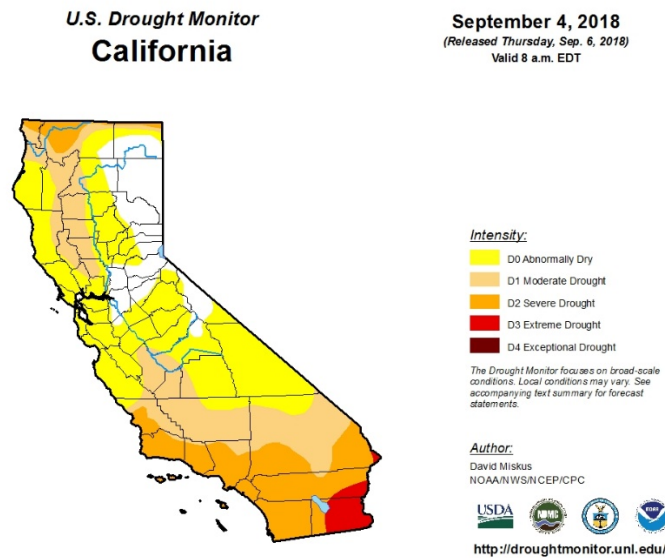 U.S. Drought Monitor
California
September 4, 2018
(Released Thursday, Sep. 6, 2018)
Valid 8 a.m. EDT
Intensity:
D0 Abnormally Dry
D1 Moderate Drought
D2 Severe Drought
D3 Extreme Drought
D4 Exceptional Drought
The Drought Monitor focuses on broad-scale
conditions. Local conditions may vary. See
accompanying text summary for forecast
statements.
Author:
David Miskus
NOAA/NWS/NCEP/CPC
USDA
NDMC
http://droughtmonitor.unl.edu/